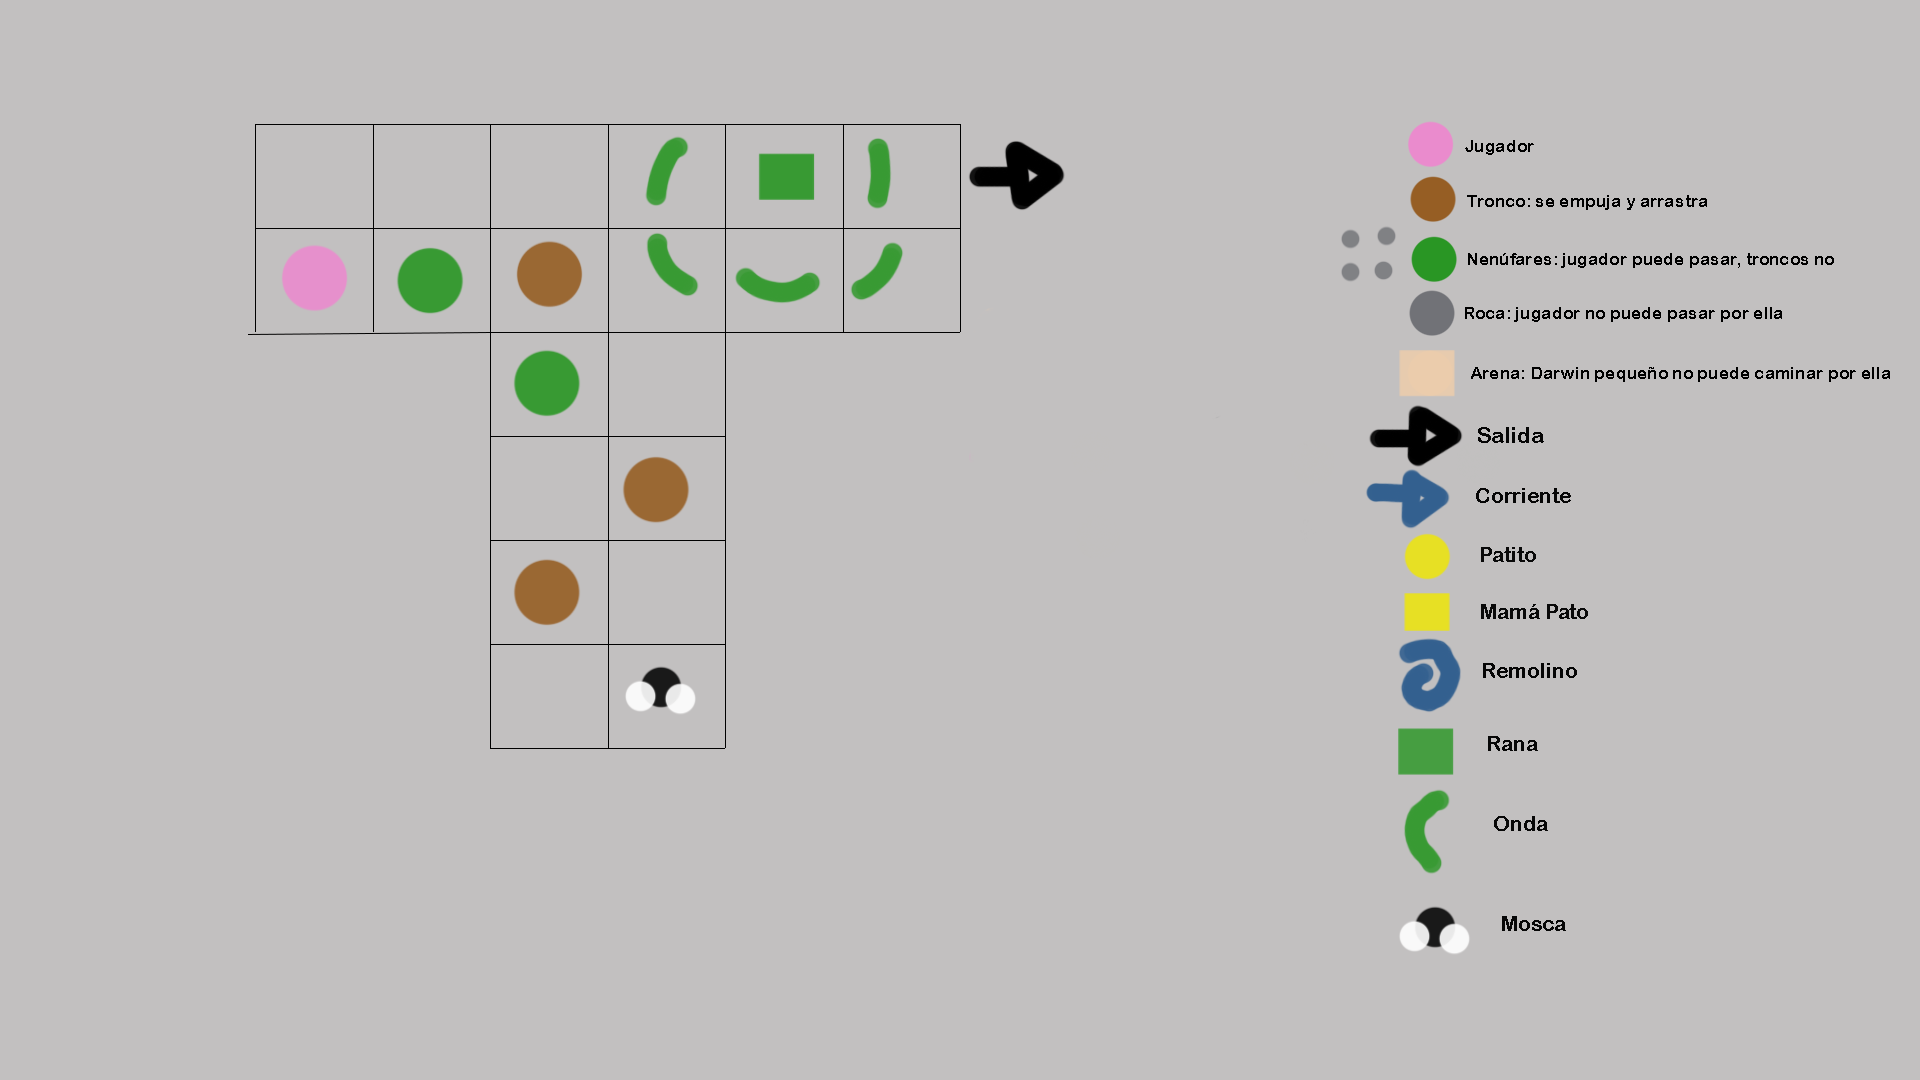 Jugador
Tronco: se empuja y arrastra
Nenúfares: jugador puede pasar, troncos no
Roca: jugador no puede pasar por ella
Arena: Darwin pequeño no puede caminar por ella
Salida
Corriente
Patito
Mamá Pato
Remolino
Rana
Onda
Mosca